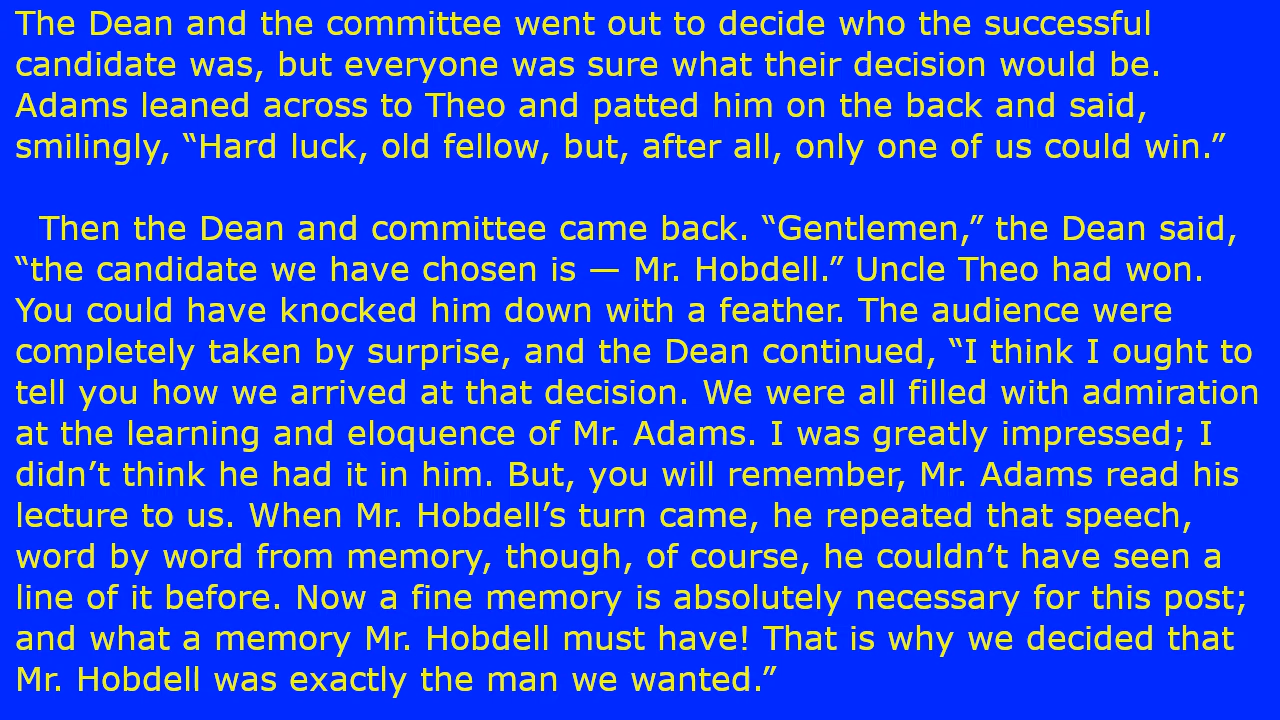 The Dean and the committee went out to decide who the successful
candidate was, but everyone was sure what their decision would be.
Adams leaned across to Theo and patted him on the back and said,
smilingly, “Hard luck, old fellow, but, after all, only one of us could win.”
Then the Dean and committee came back. “Gentlemen,” the Dean said,
“the candidate we have chosen is — Mr. Hobdell.” Uncle Theo had won.
You could have knocked him down with a feather. The audience were
completely taken by surprise, and the Dean continued, “I think I ought to
tell you how we arrived at that decision. We were all filled with admiration
at the learning and eloquence of Mr. Adams. I was greatly impressed; I
didn’t think he had it in him. But, you will remember, Mr. Adams read his
lecture to us. When Mr. Hobdell’s turn came, he repeated that speech,
word by word from memory, though, of course, he couldn’t have seen a
line of it before. Now a fine memory is absolutely necessary for this post;
and what a memory Mr. Hobdell must have! That is why we decided that
Mr. Hobdell was exactly the man we wanted.”